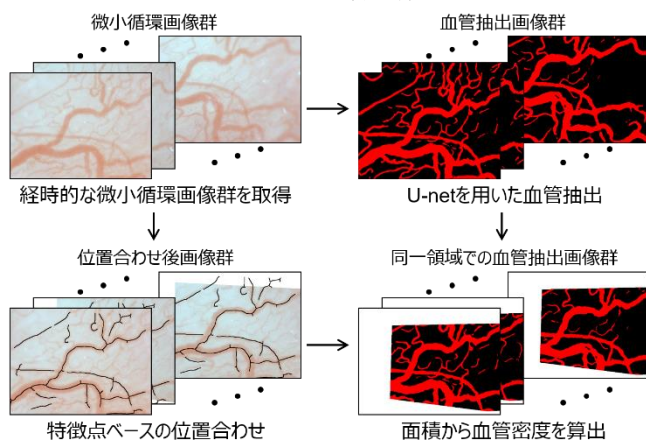 微小循環画像群
血管抽出画像群
経時的な微小循環画像群を取得
U-netを用いた血管抽出
位置合わせ後画像群
同一領域での血管抽出画像群
特徴点ベースの位置合わせ
面積から血管密度を算出